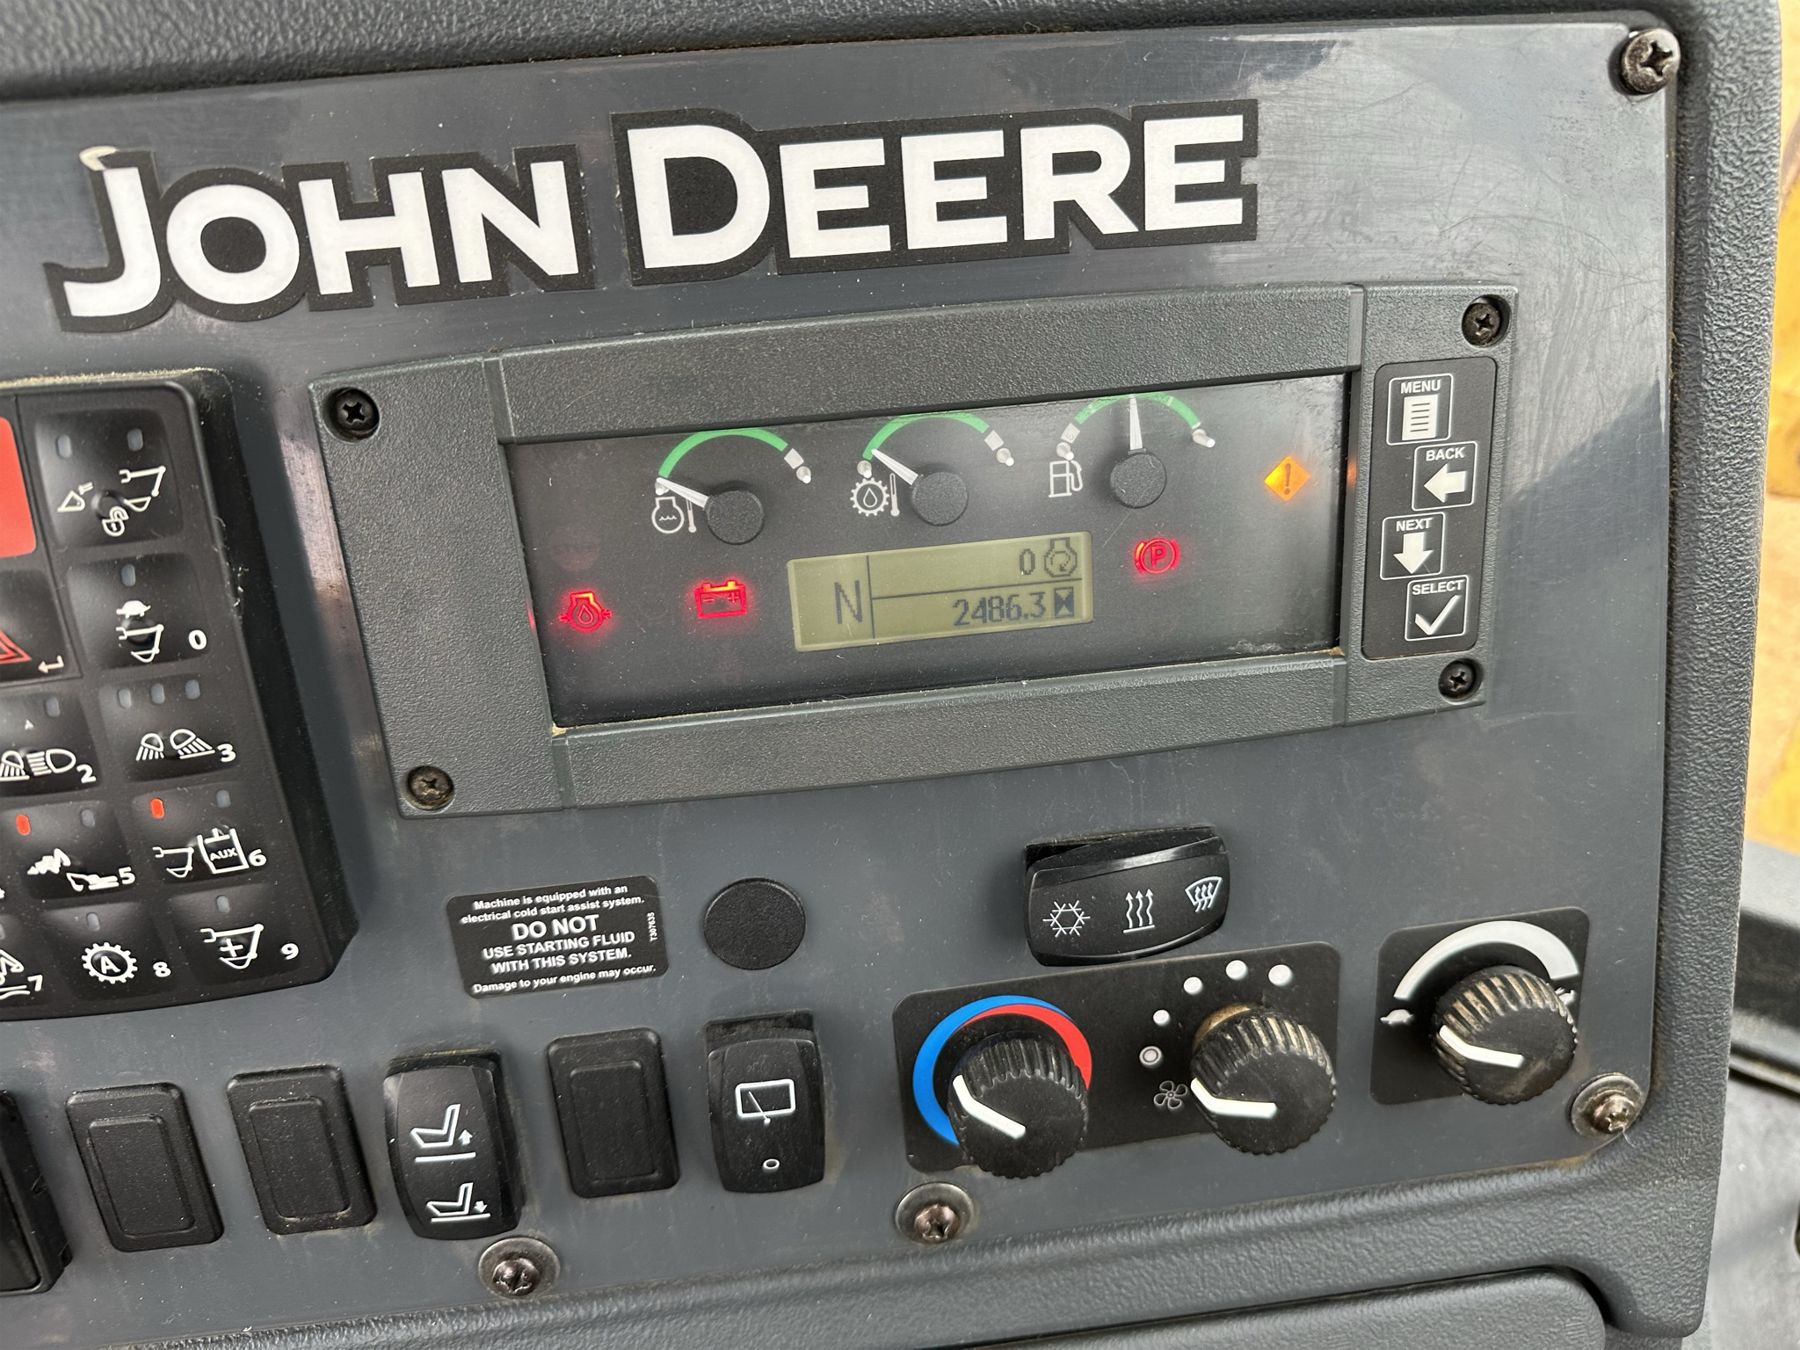 JOHN DEERE
MENU
BACK
NEXT
SELECT
P
N
0
2486.3
0
2
3
5
AUX
6
7
A
8
9
Machine is equipped with an
electrical cold start assist system.
DO NOT
USE STARTING FLUID
WITH THIS SYSTEM.
Damage to your engine may occur.
T307635